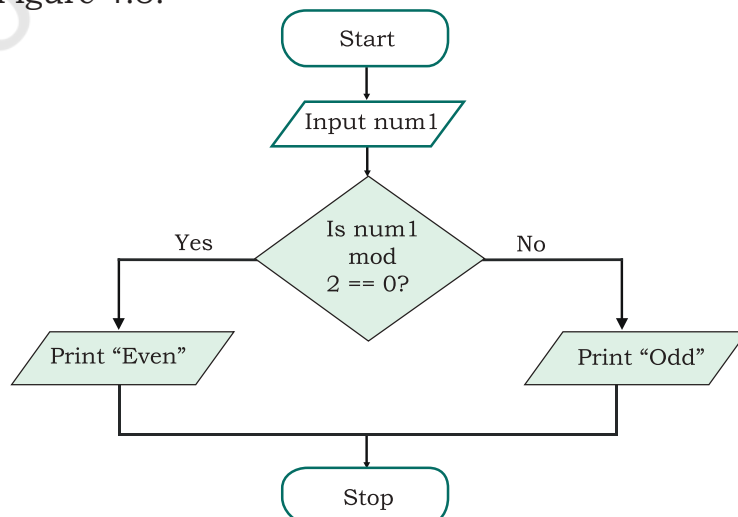 Start
Input num1
Is num1
mod
2 == 0?
Yes
No
Print “Even”
Print “Odd”
Stop